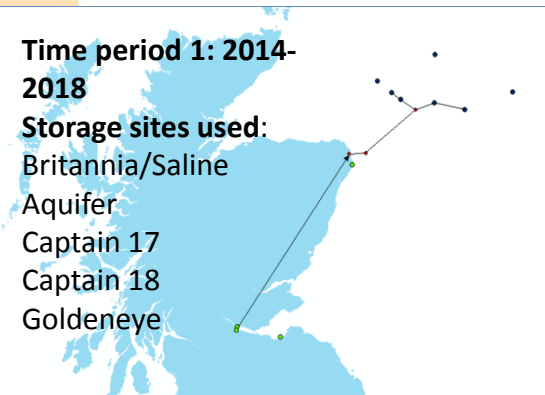 Time period 1: 2014-
2018
Storage sites used:
Britannia/Saline
Aquifer
Captain 17
Captain 18
Goldeneye